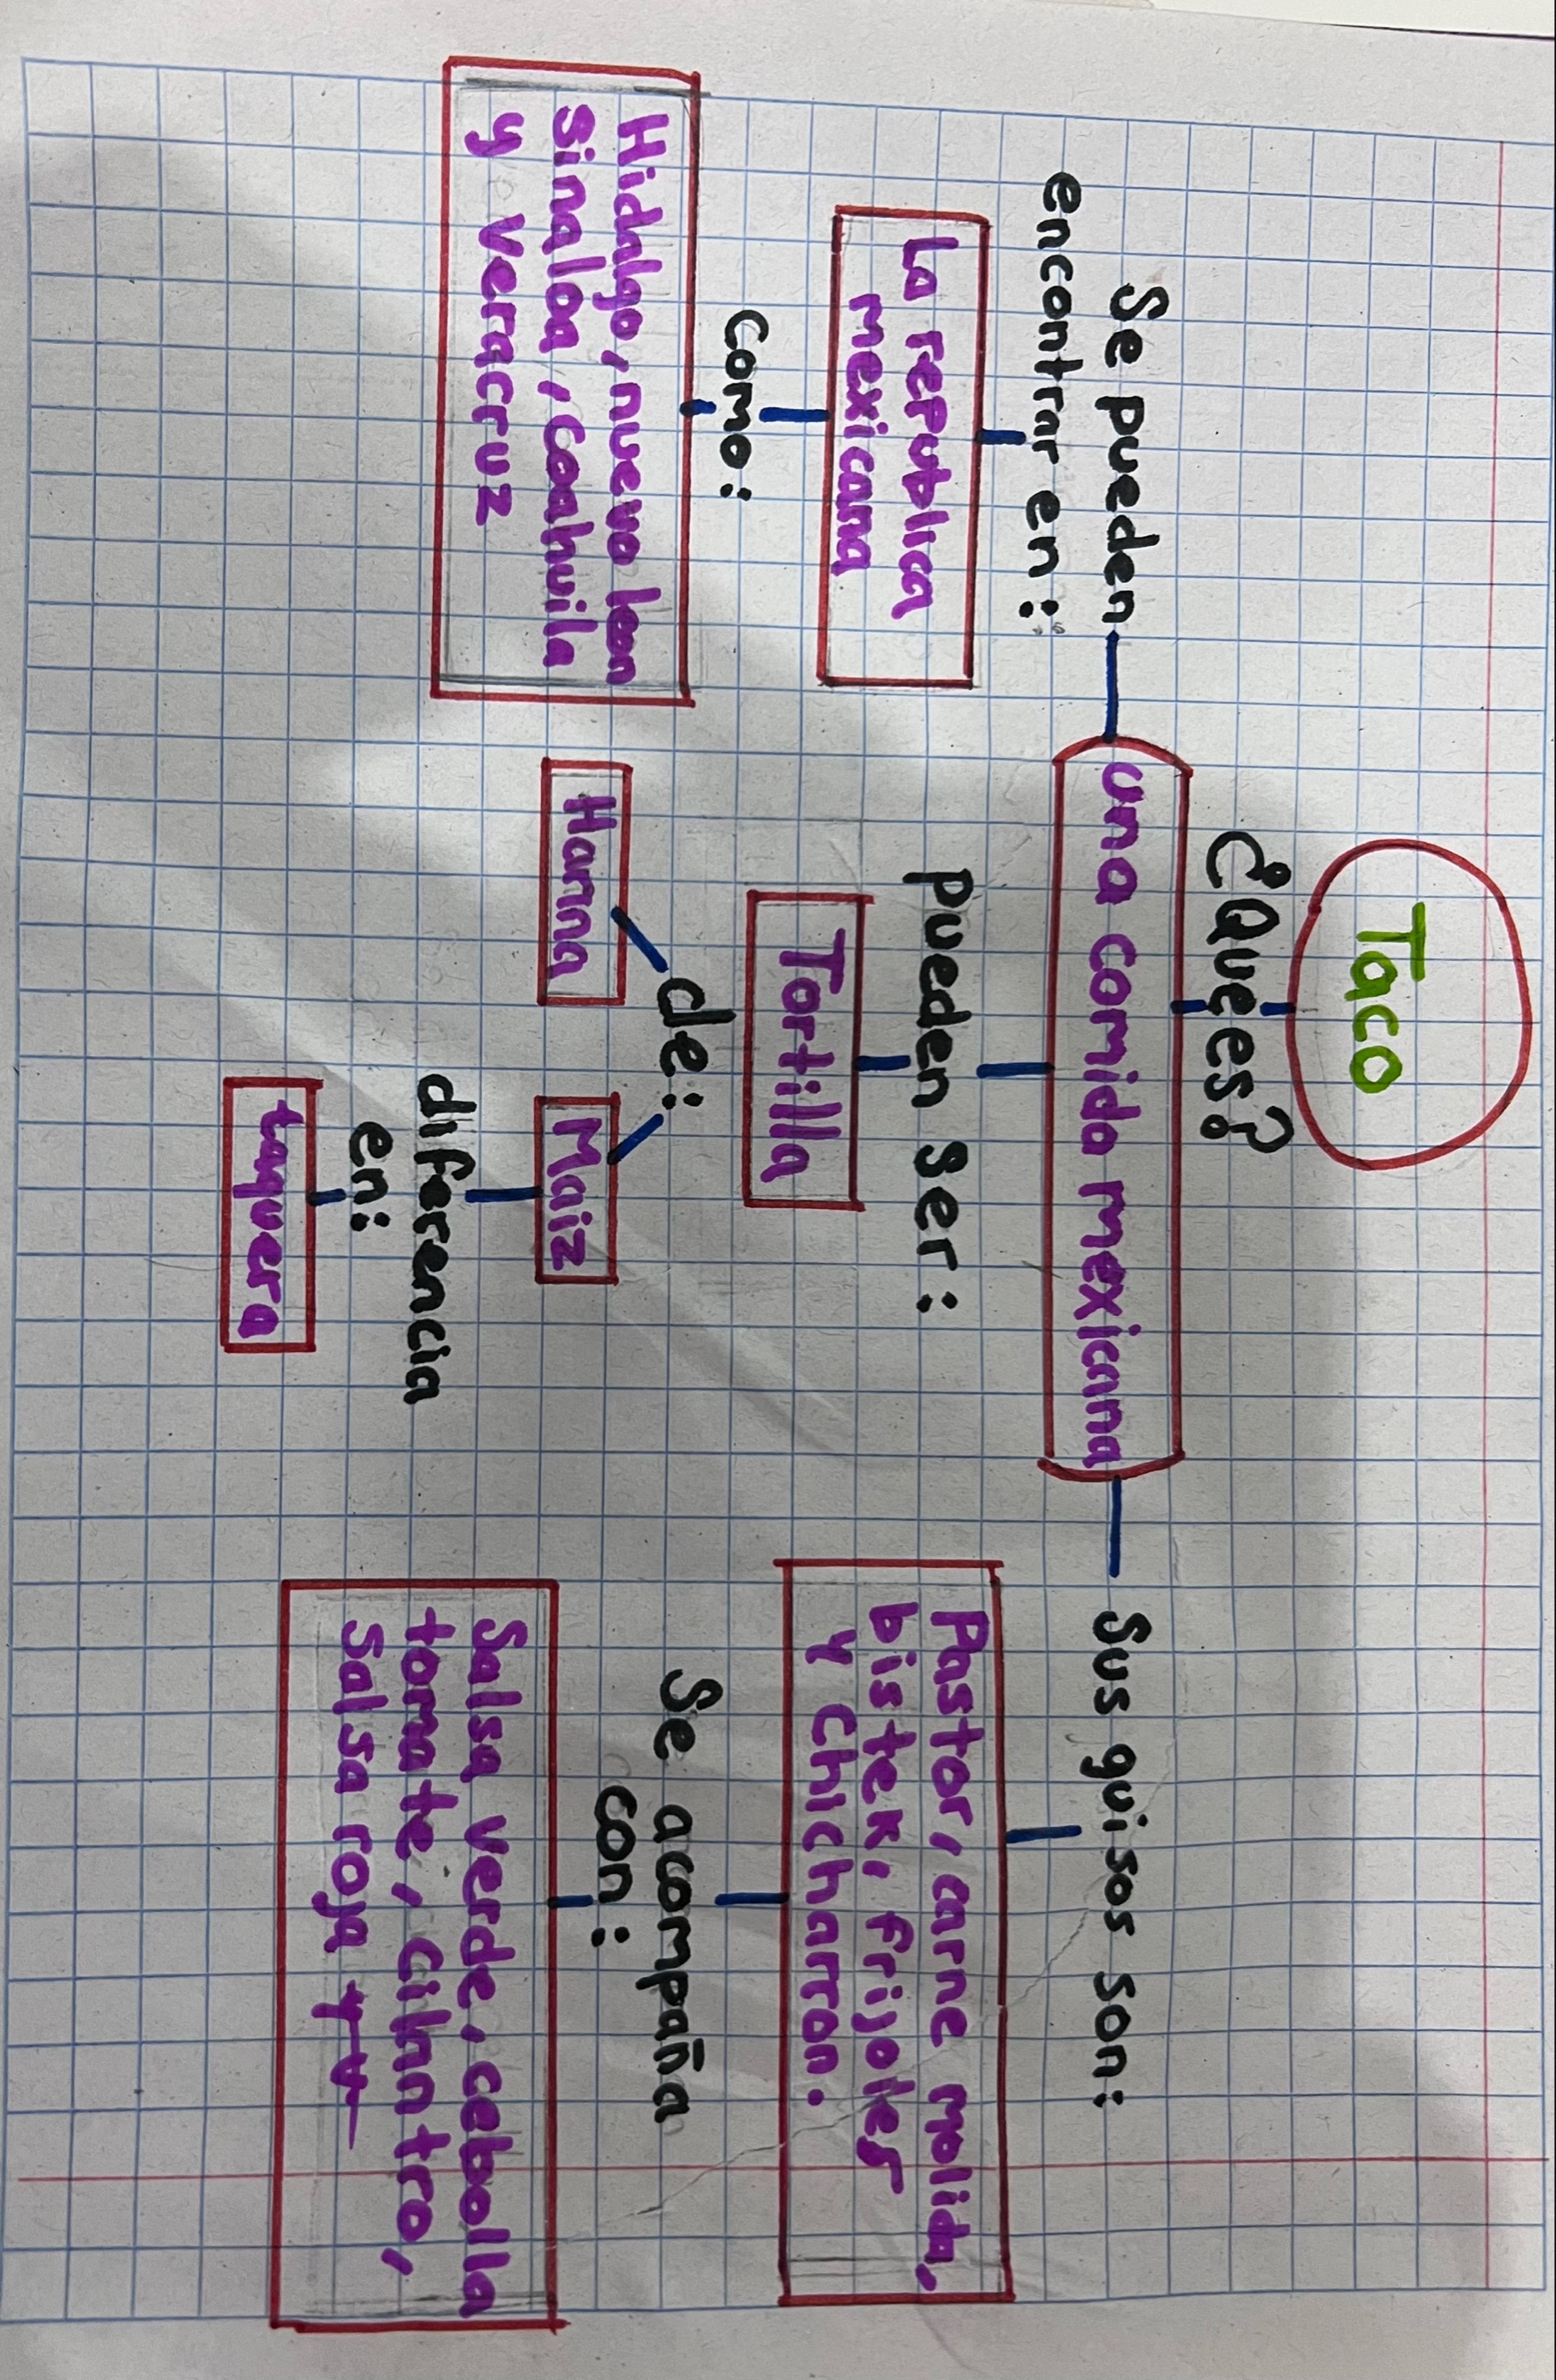 Taco
¿Que es?
una comida mexicana
Se pueden
encontrar en:
La republica
mexicana
Como:
Hidalgo, nuevo leon
sinaloa, coahuila
y Veracruz
pueden ser:
Tortilla
de:
Harina
Maiz
diferencia
en:
taquera
Sus guisos son:
Pastor, carne molida,
bistek, frijoles
y Chicharron.
Se acompaña
con:
Salsa verde, cebolla
tomate, cilantro,
Salsa roja